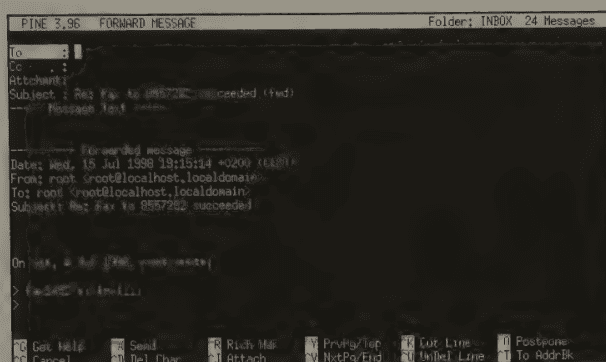 PINE 3.96 FORWARD MESSAGE Folder: INBOX 24 Messages
To :
Cc :
Attchmnt:
Subject : Re: Fax to 8557202 succeeded (fwd)
Message Text
Forwarded message
Date: Wed, 15 Jul 1998 19:15:14 +0200
From: root <root@localhost.localdomain>
To: root <root@localhost.localdomain>
Subject: Re: Fax to 8557202 succeeded
On
>
>
^G Get Help ^X Send ^R Rich Hdr ^Y PrvPg/Top ^K Cut Line ^O Postpone
^C Cancel ^D Del Char ^J Attach ^V NxtPg/End ^U UnDel Line ^T To AddrBk